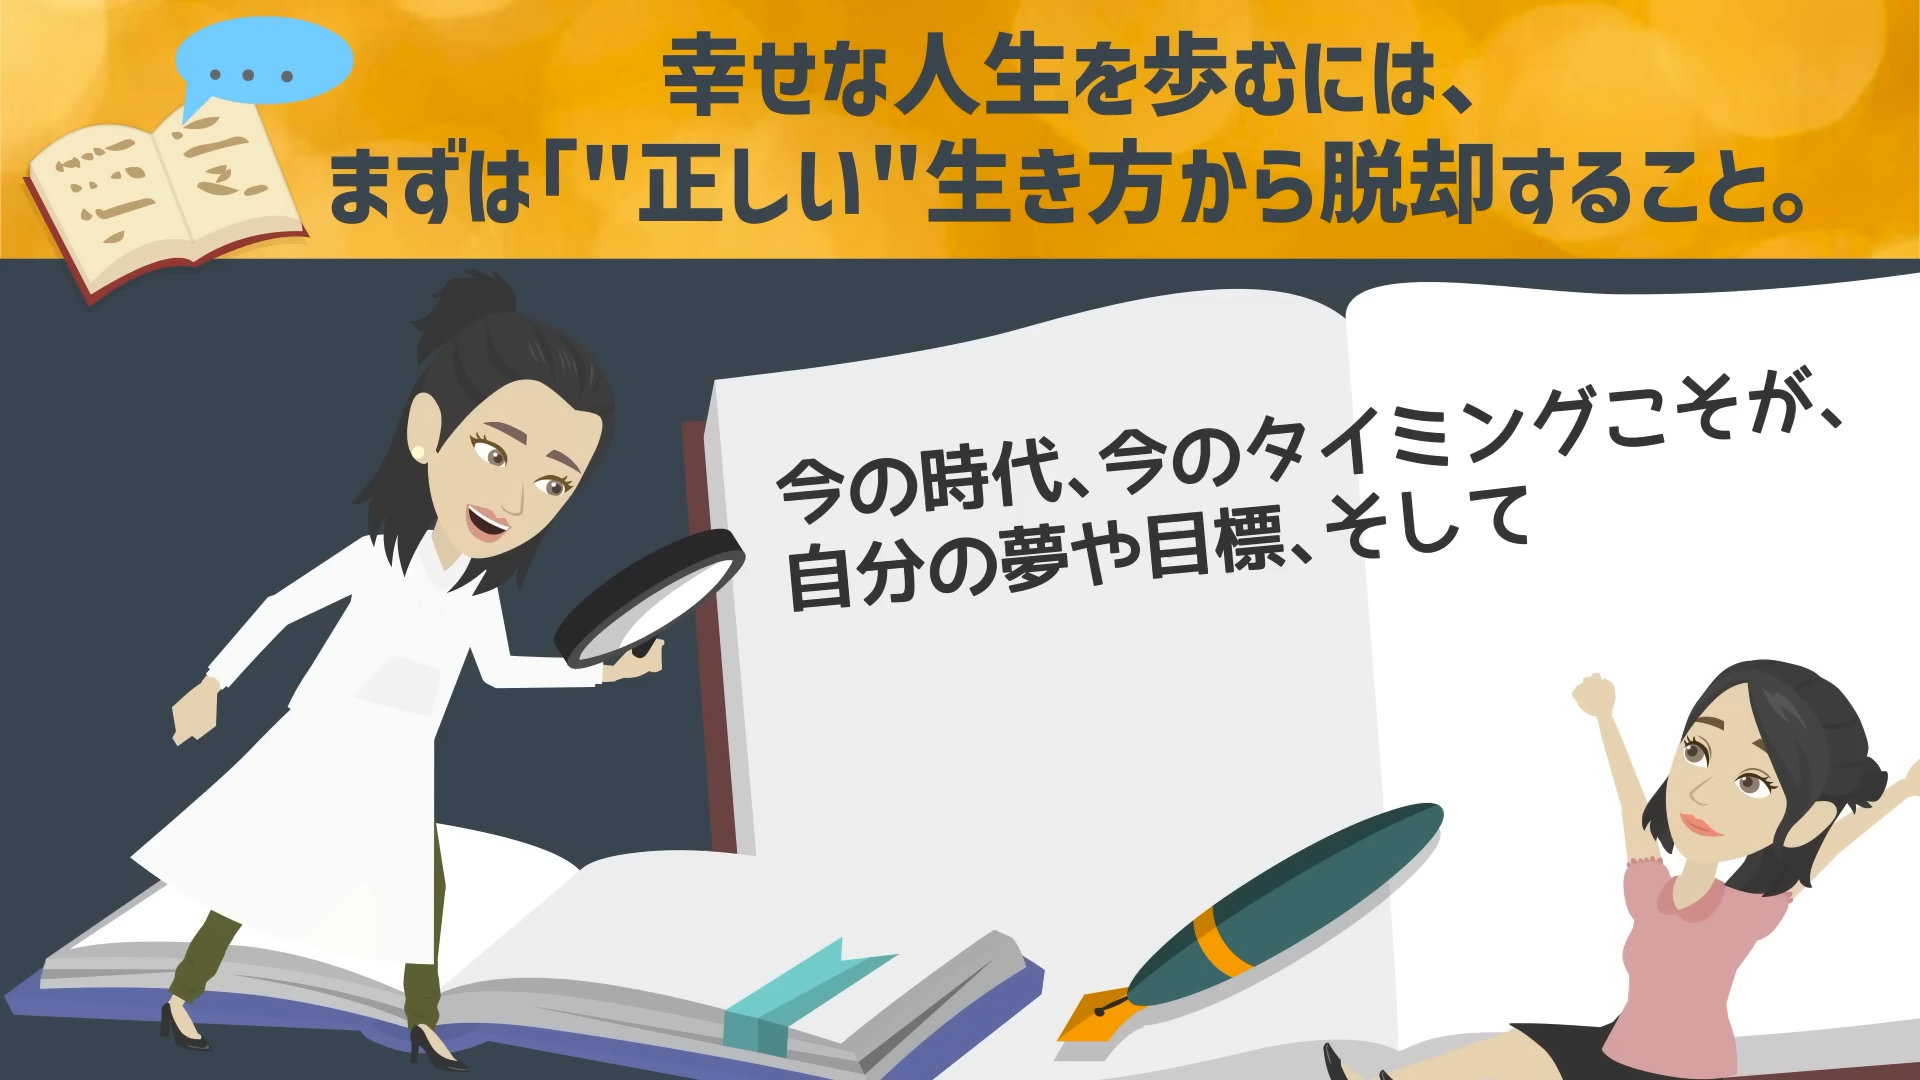 幸せな人生を歩むには、
まずは「"正しい"生き方から脱却すること。
今の時代、今のタイミングこそが、
自分の夢や目標、そして